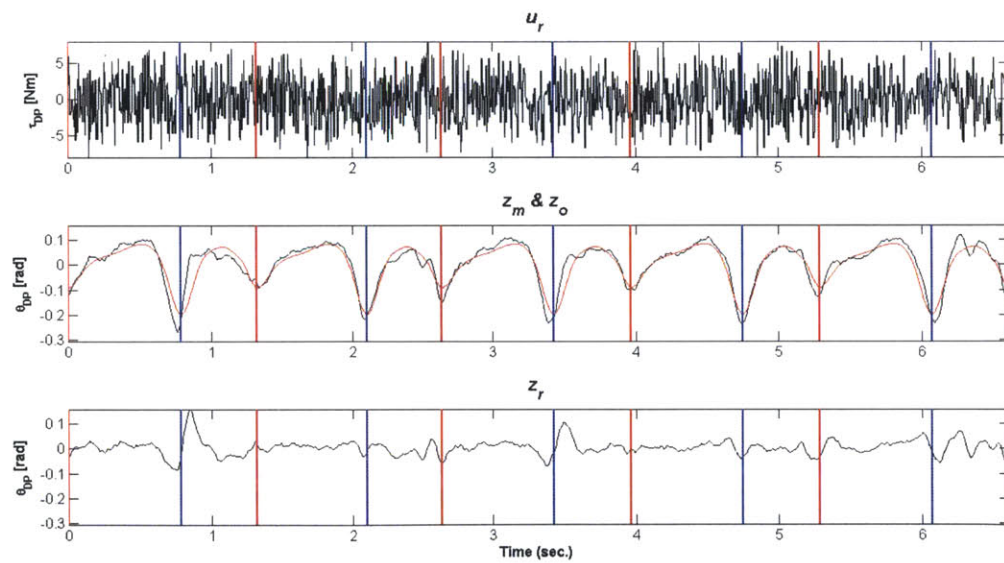 u_r
τ_DP [Nm]
5
0
-5
0 1 2 3 4 5 6
z_m & z_o
θ_DP [rad]
0.1
0
-0.1
-0.2
-0.3
0 1 2 3 4 5 6
z_r
θ_DP [rad]
0.1
0
-0.1
-0.2
-0.3
0 1 2 3 4 5 6
Time (sec.)